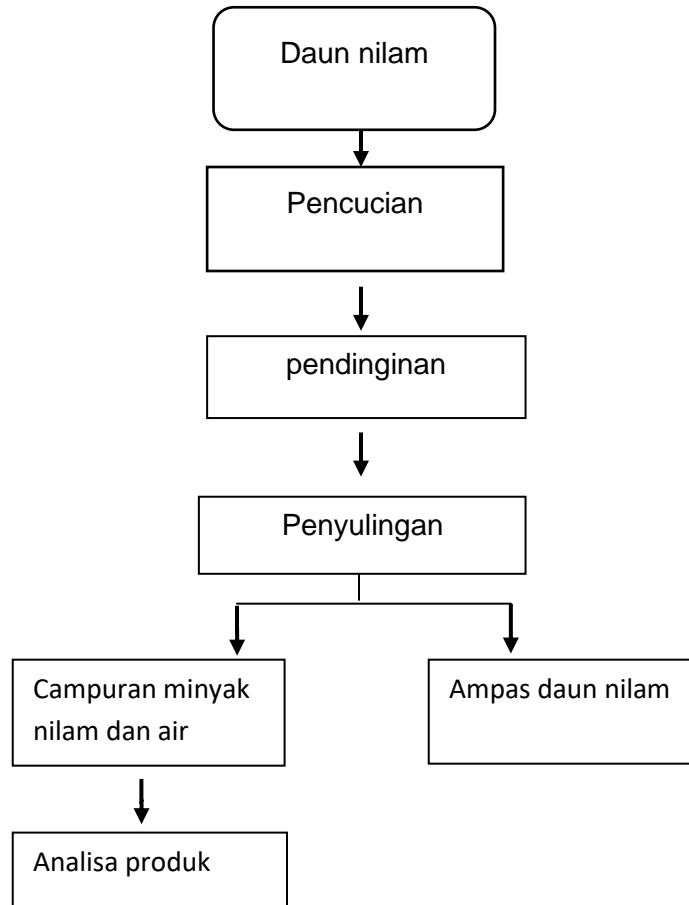 Daun nilam
Pencucian
pendinginan
Penyulingan
Campuran minyak
nilam dan air
Ampas daun nilam
Analisa produk